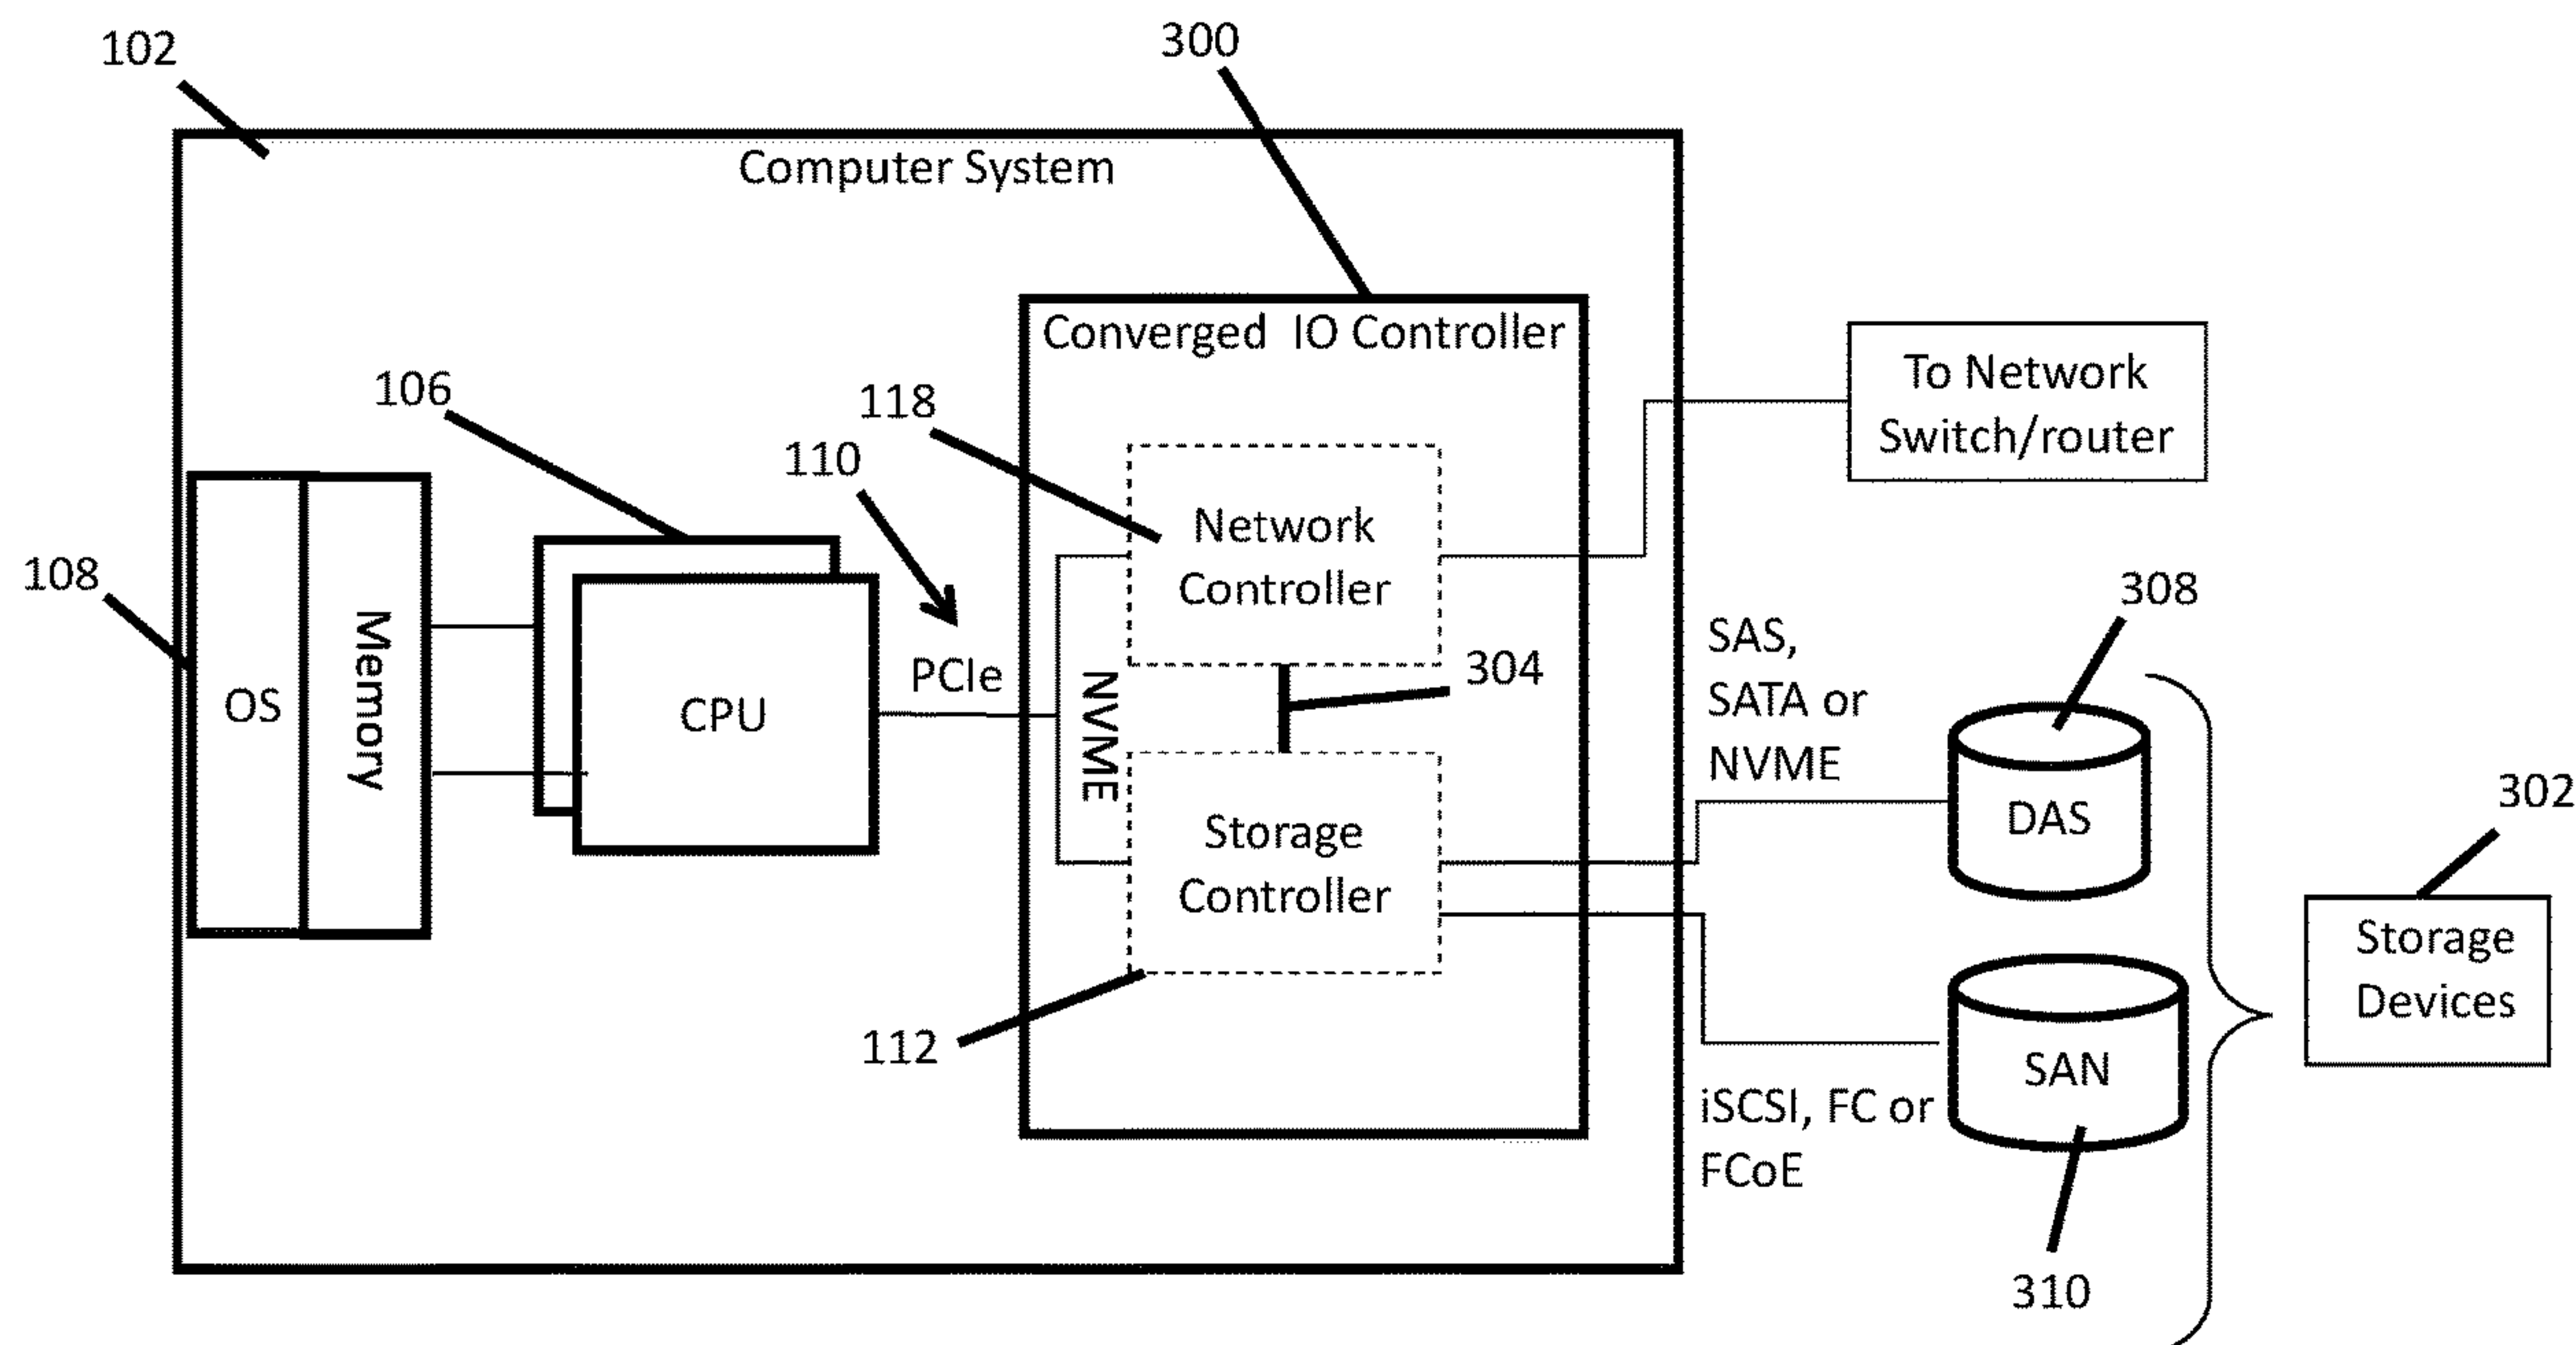 102
300
Computer System
Converged IO Controller
To Network
Switch/router
106
118
110
Network
Controller
108
308
SAS,
SATA or
NVME
304
Memory
OS
CPU
PCIe
NVME
302
DAS
Storage
Controller
Storage
Devices
112
SAN
iSCSI, FC or
FCoE
310